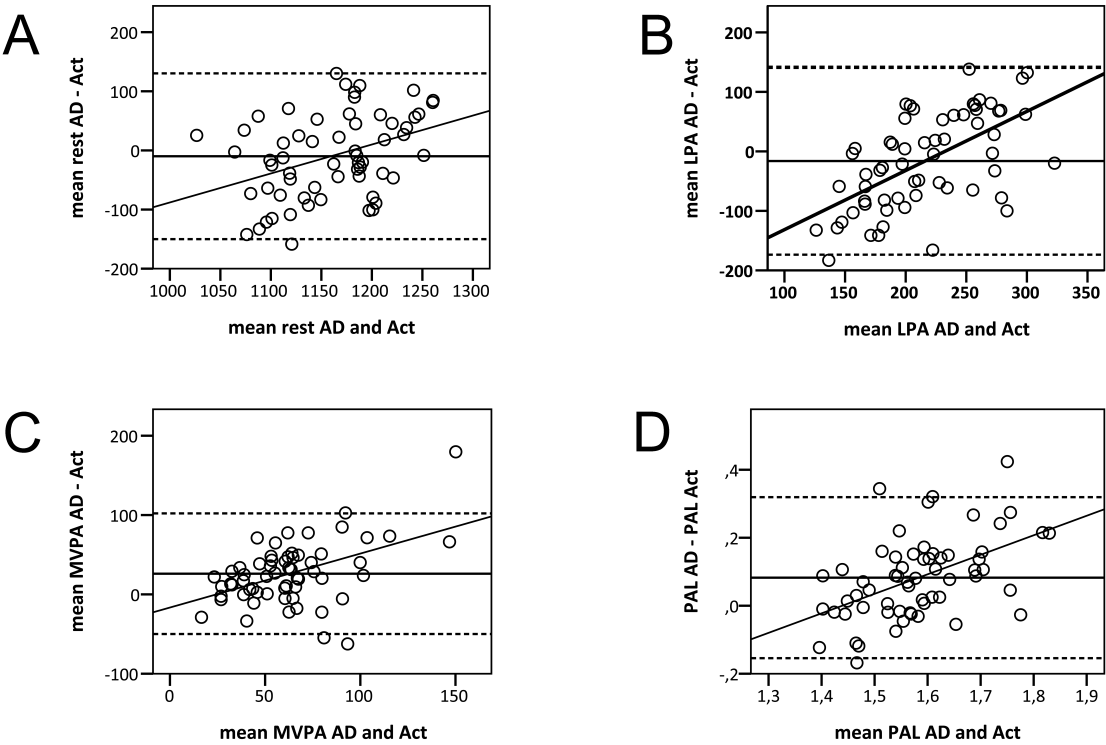 A
mean rest AD - Act
200
100
0
-100
-200
1000 1050 1100 1150 1200 1250 1300
mean rest AD and Act
B
mean LPA AD - Act
200
100
0
-100
-200
100 150 200 250 300 350
mean LPA AD and Act
C
mean MVPA AD - Act
200
100
0
-100
0 50 100 150
mean MVPA AD and Act
D
PAL AD - PAL Act
,4
,2
,0
-,2
1,3 1,4 1,5 1,6 1,7 1,8 1,9
mean PAL AD and Act